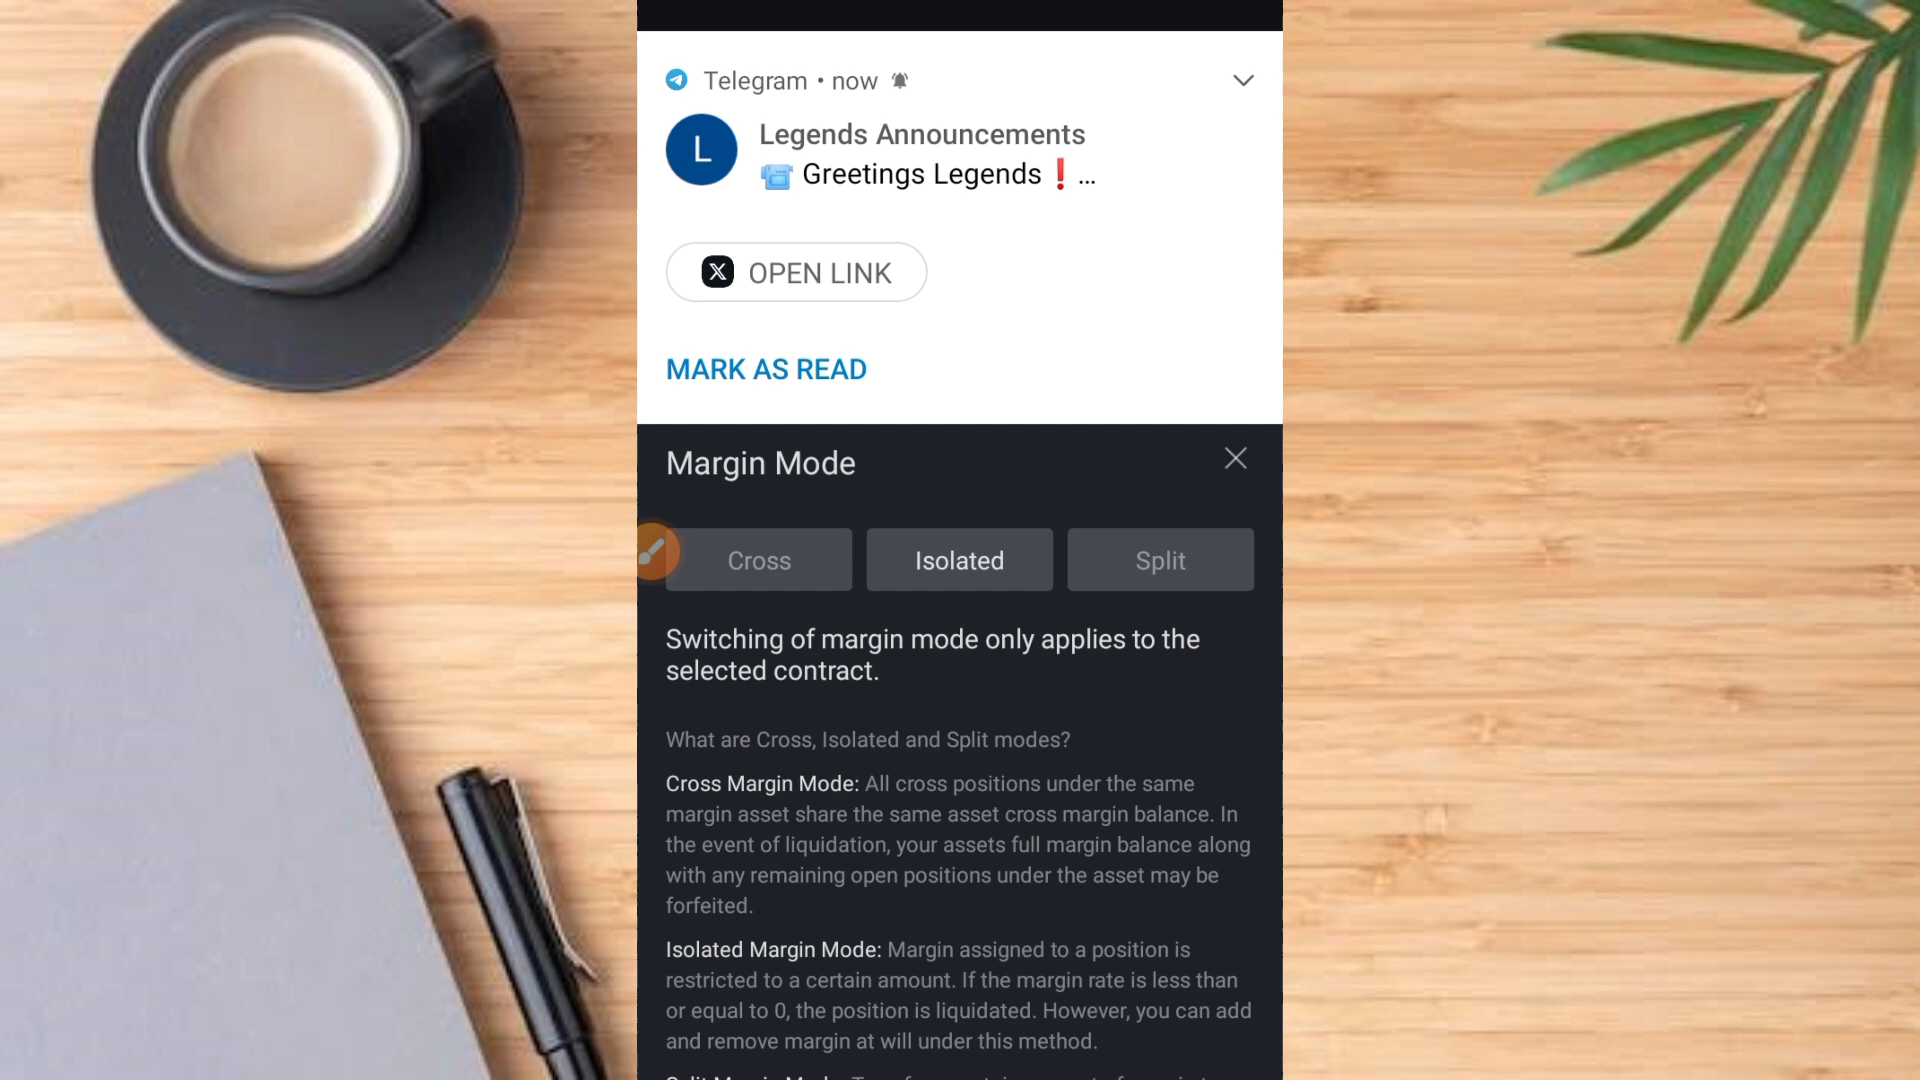 Telegram • now
L
Legends Announcements
Greetings Legends❗...
X OPEN LINK
MARK AS READ
Margin Mode
Cross
Isolated
Split
Switching of margin mode only applies to the
selected contract.
What are Cross, Isolated and Split modes?
Cross Margin Mode: All cross positions under the same
margin asset share the same asset cross margin balance. In
the event of liquidation, your assets full margin balance along
with any remaining open positions under the asset may be
forfeited.
Isolated Margin Mode: Margin assigned to a position is
restricted to a certain amount. If the margin rate is less than
or equal to 0, the position is liquidated. However, you can add
and remove margin at will under this method.